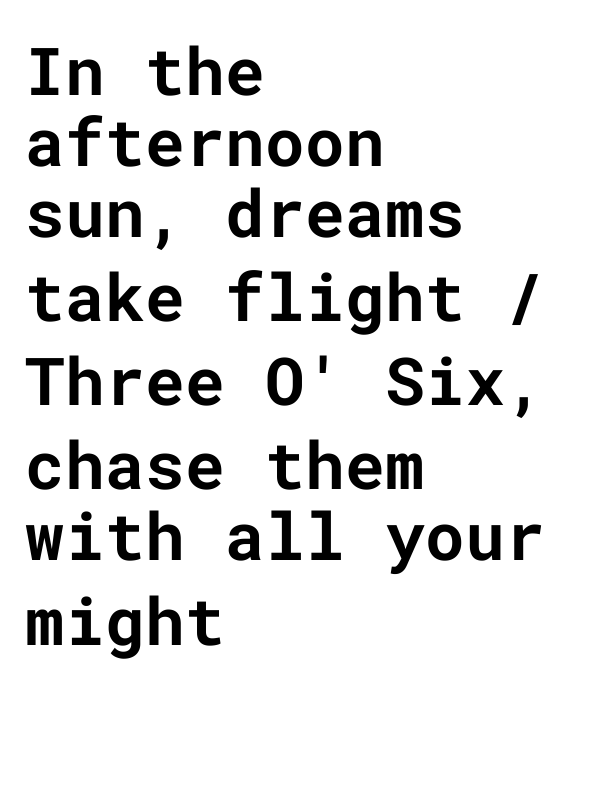 In the
afternoon
sun, dreams
take flight /
Three O' Six,
chase them
with all your
might